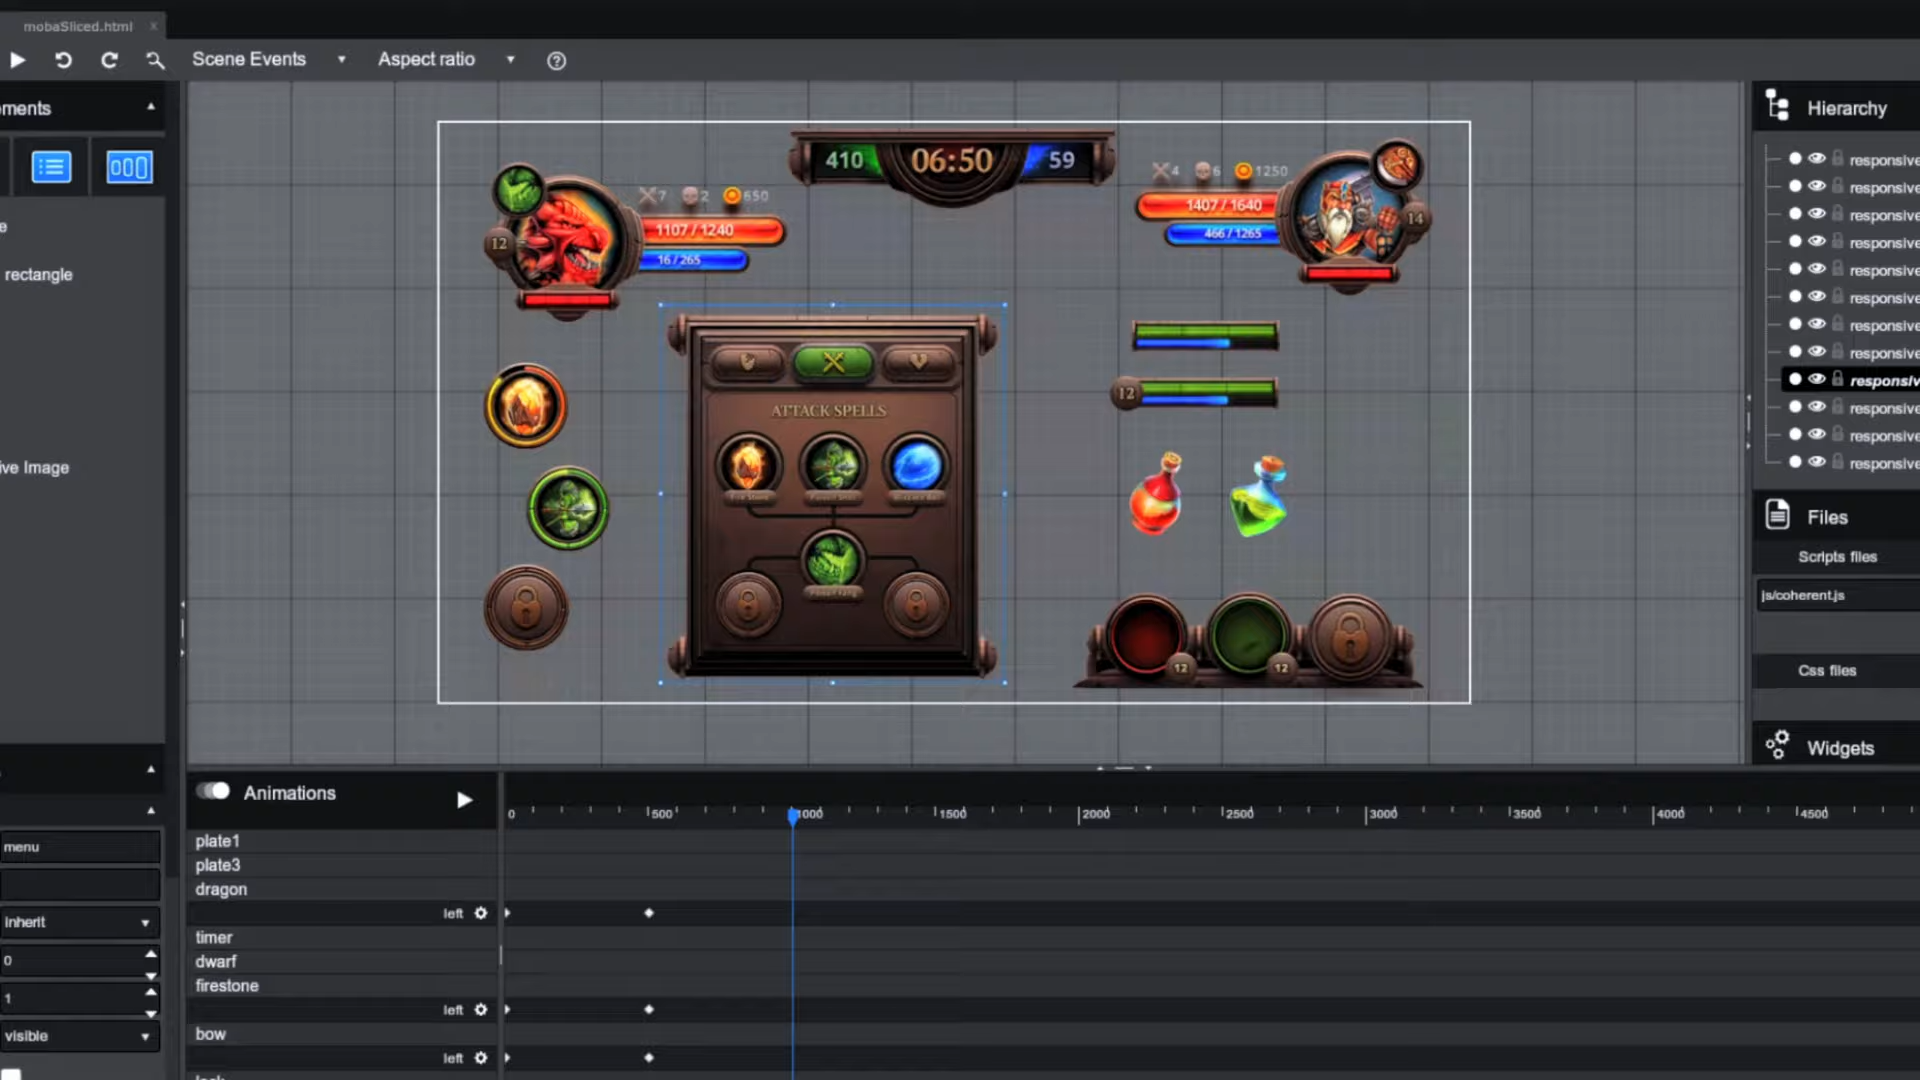 mobaSliced.html x
Scene Events
Aspect ratio
ements
e
rectangle
ive Image
Hierarchy
responsive
responsive
responsive
responsive
responsive
responsive
responsive
responsive
responsiv
responsive
responsive
responsive
Files
Scripts files
js/coherent.js
Css files
Widgets
410 06:50 59
7 2 650
12
1107 / 1240
16 / 265
4 6 1250
1407 / 1640
466 / 1265
14
ATTACK SPELLS
12
12 12
Animations
0 500 1000 1500 2000 2500 3000 3500 4000 4500
plate1
plate3
dragon
left
timer
dwarf
firestone
left
bow
left
menu
inherit
0
1
visible